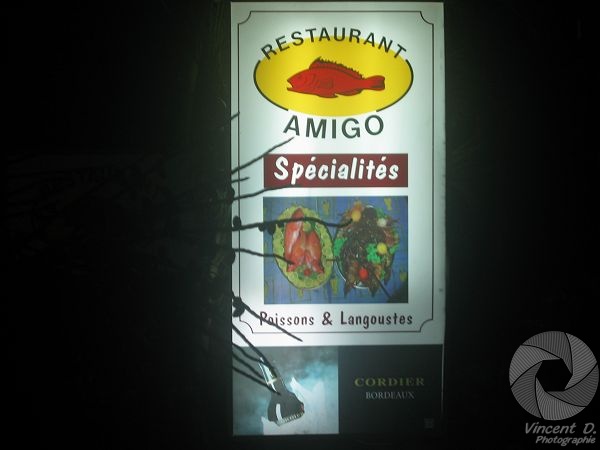 RESTAURANT
AMIGO
Spécialités
Poissons & Langoustes
CORDIER
BORDEAUX
Vincent D.
Photographie